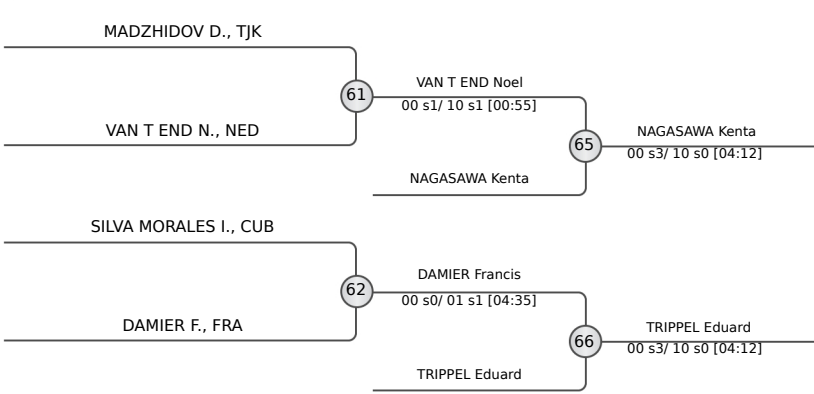 MADZHIDOV D., TJK
61
VAN T END Noel
00 s1/ 10 s1 [00:55]
VAN T END N., NED
65
NAGASAWA Kenta
00 s3/ 10 s0 [04:12]
NAGASAWA Kenta
SILVA MORALES I., CUB
62
DAMIER Francis
00 s0/ 01 s1 [04:35]
DAMIER F., FRA
66
TRIPPEL Eduard
00 s3/ 10 s0 [04:12]
TRIPPEL Eduard